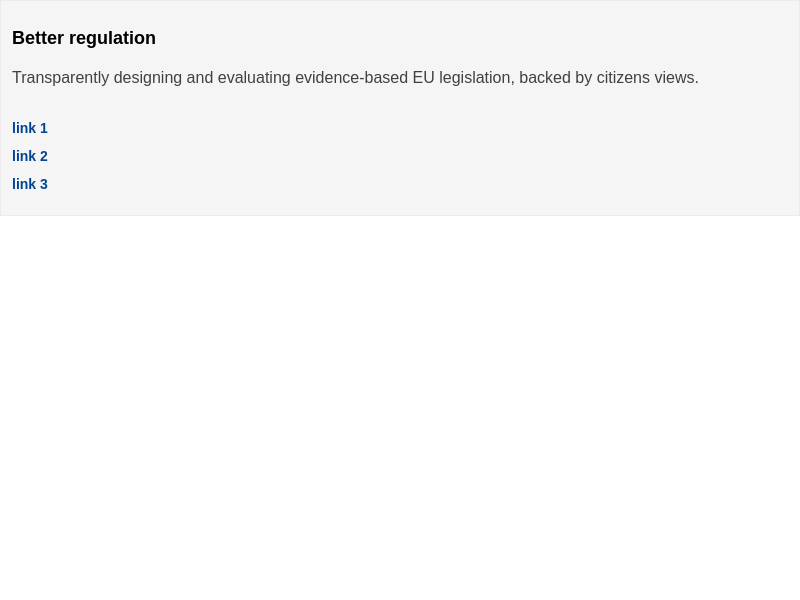 Better regulation
Transparently designing and evaluating evidence-based EU legislation, backed by citizens views.
link 1
link 2
link 3